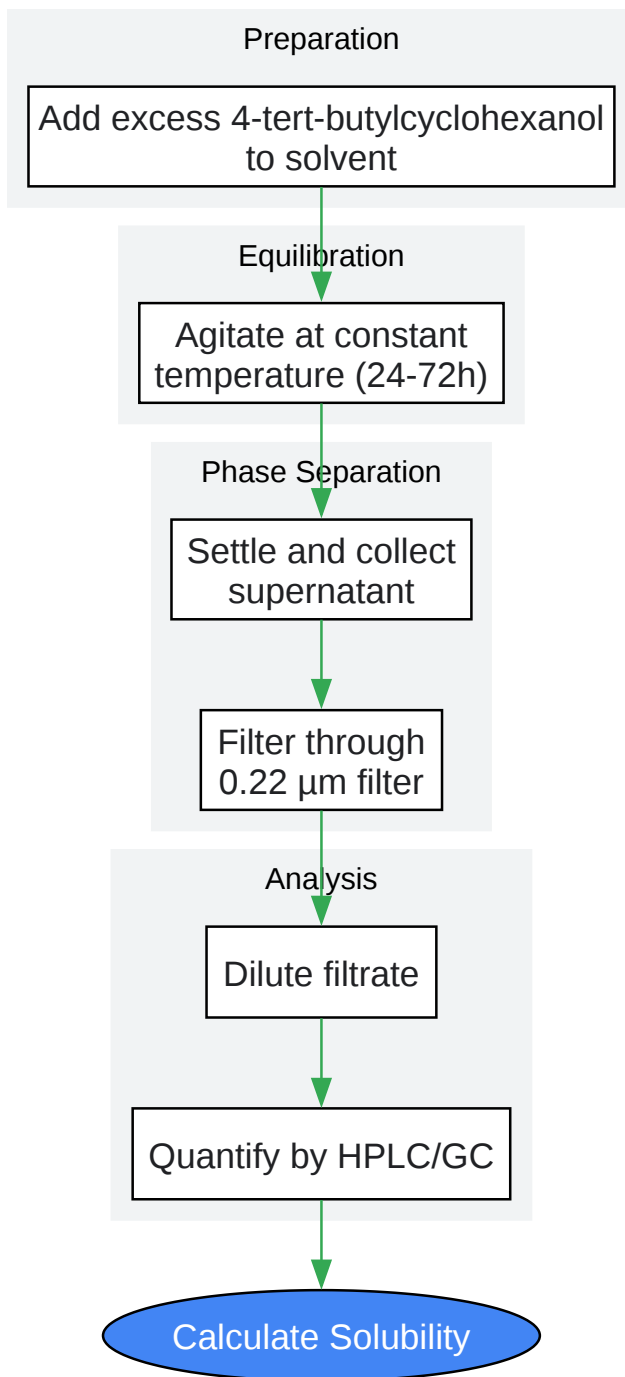 Preparation
Add excess 4-tert-butylcyclohexanol
to solvent
Equilibration
Agitate at constant
temperature (24-72h)
Phase Separation
Settle and collect
supernatant
Filter through
0.22 µm filter
Analysis
Dilute filtrate
Quantify by HPLC/GC
Calculate Solubility